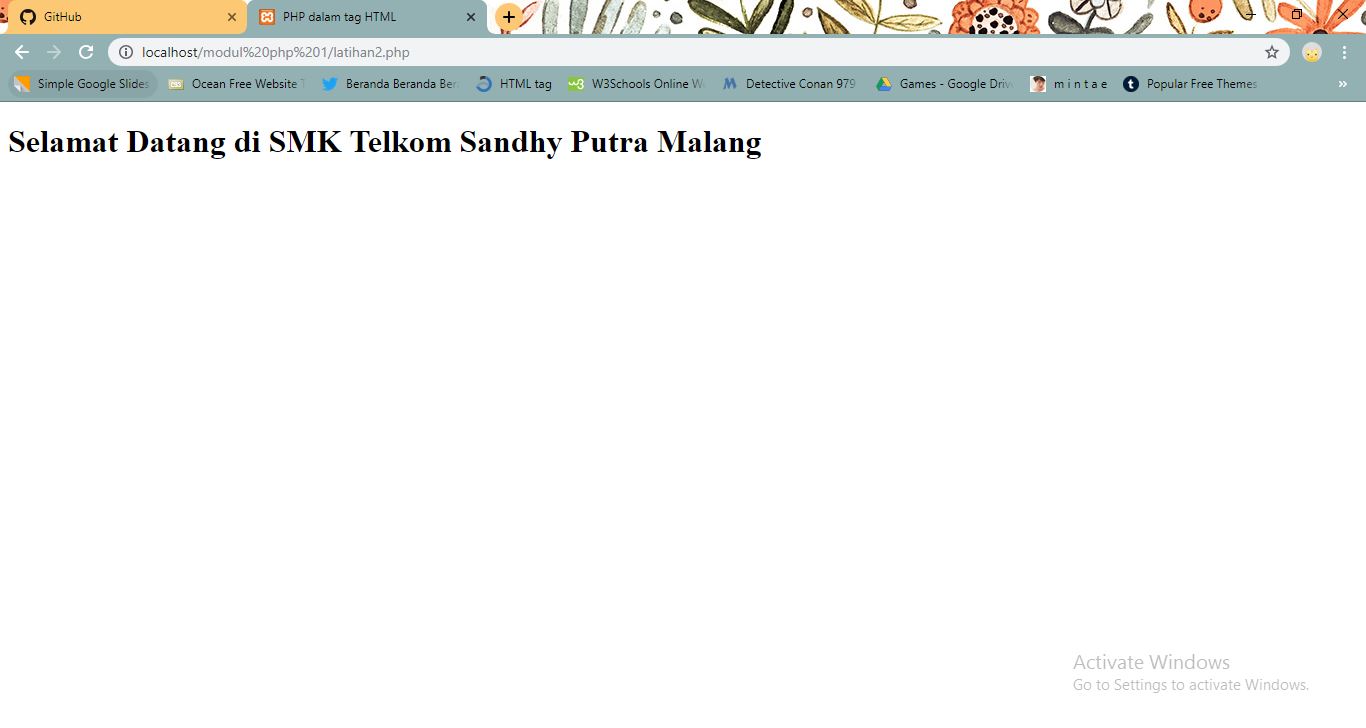 GitHub
PHP dalam tag HTML
localhost/modul%20php%201/latihan2.php
Simple Google Slides
Ocean Free Website T
Beranda Beranda Ber
HTML tag
W3Schools Online W
Detective Conan 979
Games - Google Driv
m i n t a e
Popular Free Themes
Selamat Datang di SMK Telkom Sandhy Putra Malang
Activate Windows
Go to Settings to activate Windows.